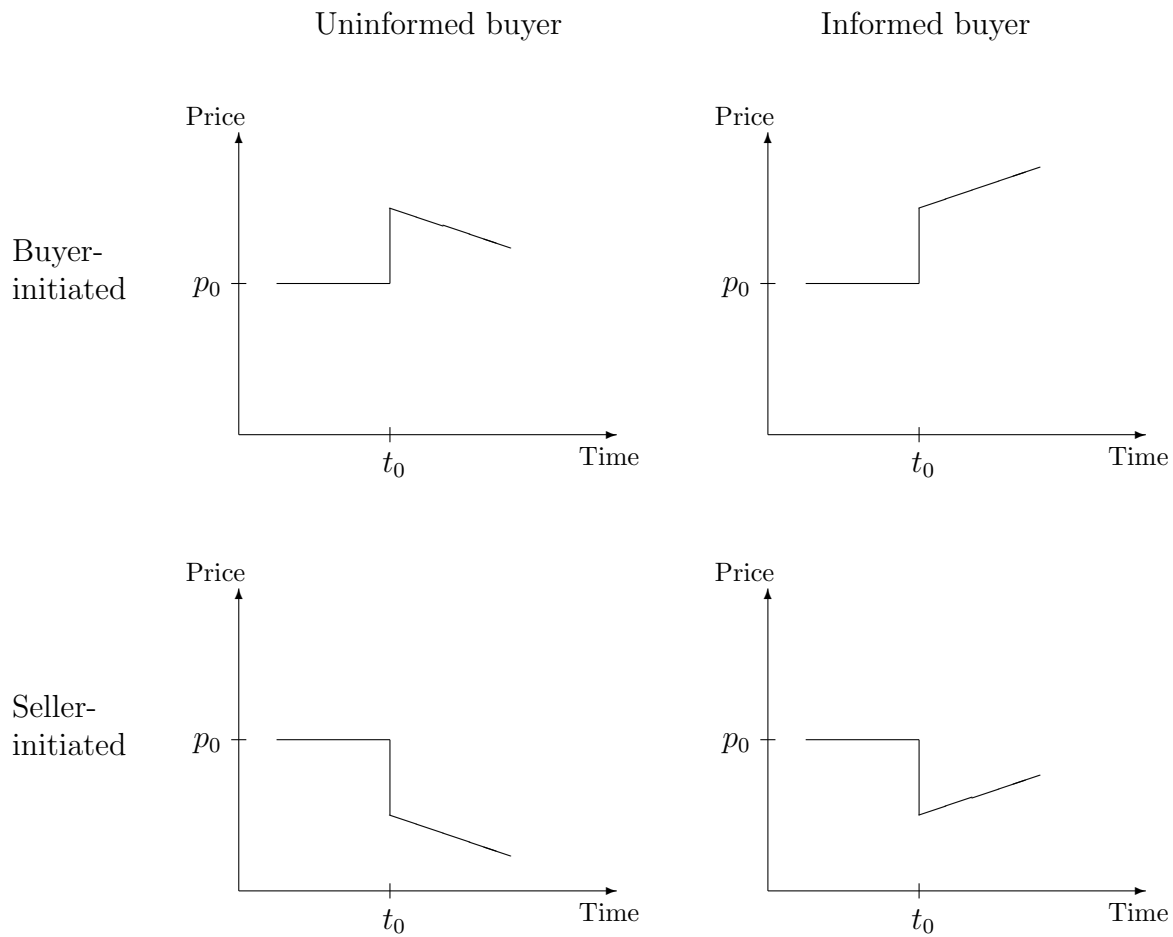 Uninformed buyer
Informed buyer
Price
Price
Buyer-
initiated
p₀
p₀
t₀
Time
t₀
Time
Price
Price
Seller-
initiated
p₀
p₀
t₀
Time
t₀
Time